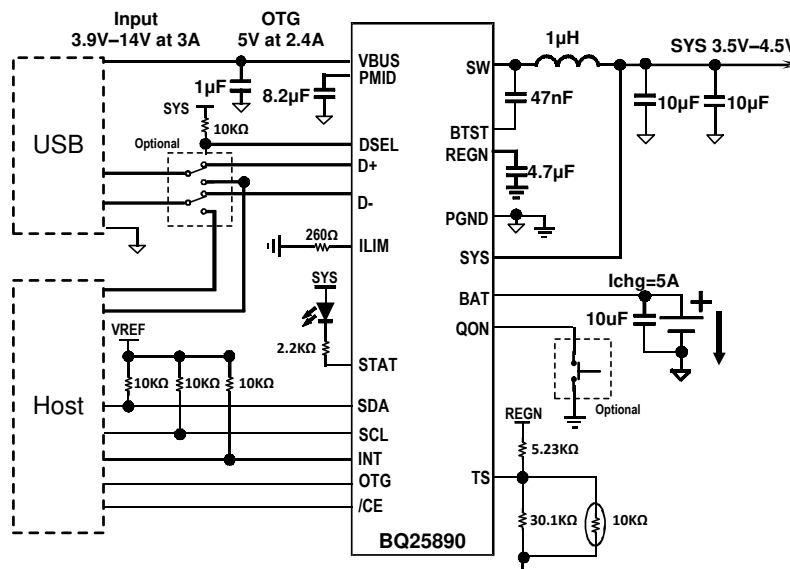 Input
3.9V–14V at 3A
OTG
5V at 2.4A
VBUS
PMID
1µF
8.2µF
SYS
10KΩ
Optional
DSEL
D+
D-
USB
260Ω
ILIM
SYS
2.2KΩ
STAT
VREF
10KΩ
10KΩ
10KΩ
Host
SDA
SCL
INT
OTG
/CE
BQ25890
SW
1µH
SYS 3.5V–4.5V
47nF
10µF
10µF
BTST
REGN
4.7µF
PGND
SYS
BAT
Ichg=5A
+
10uF
QON
Optional
REGN
5.23KΩ
TS
30.1KΩ
10KΩ